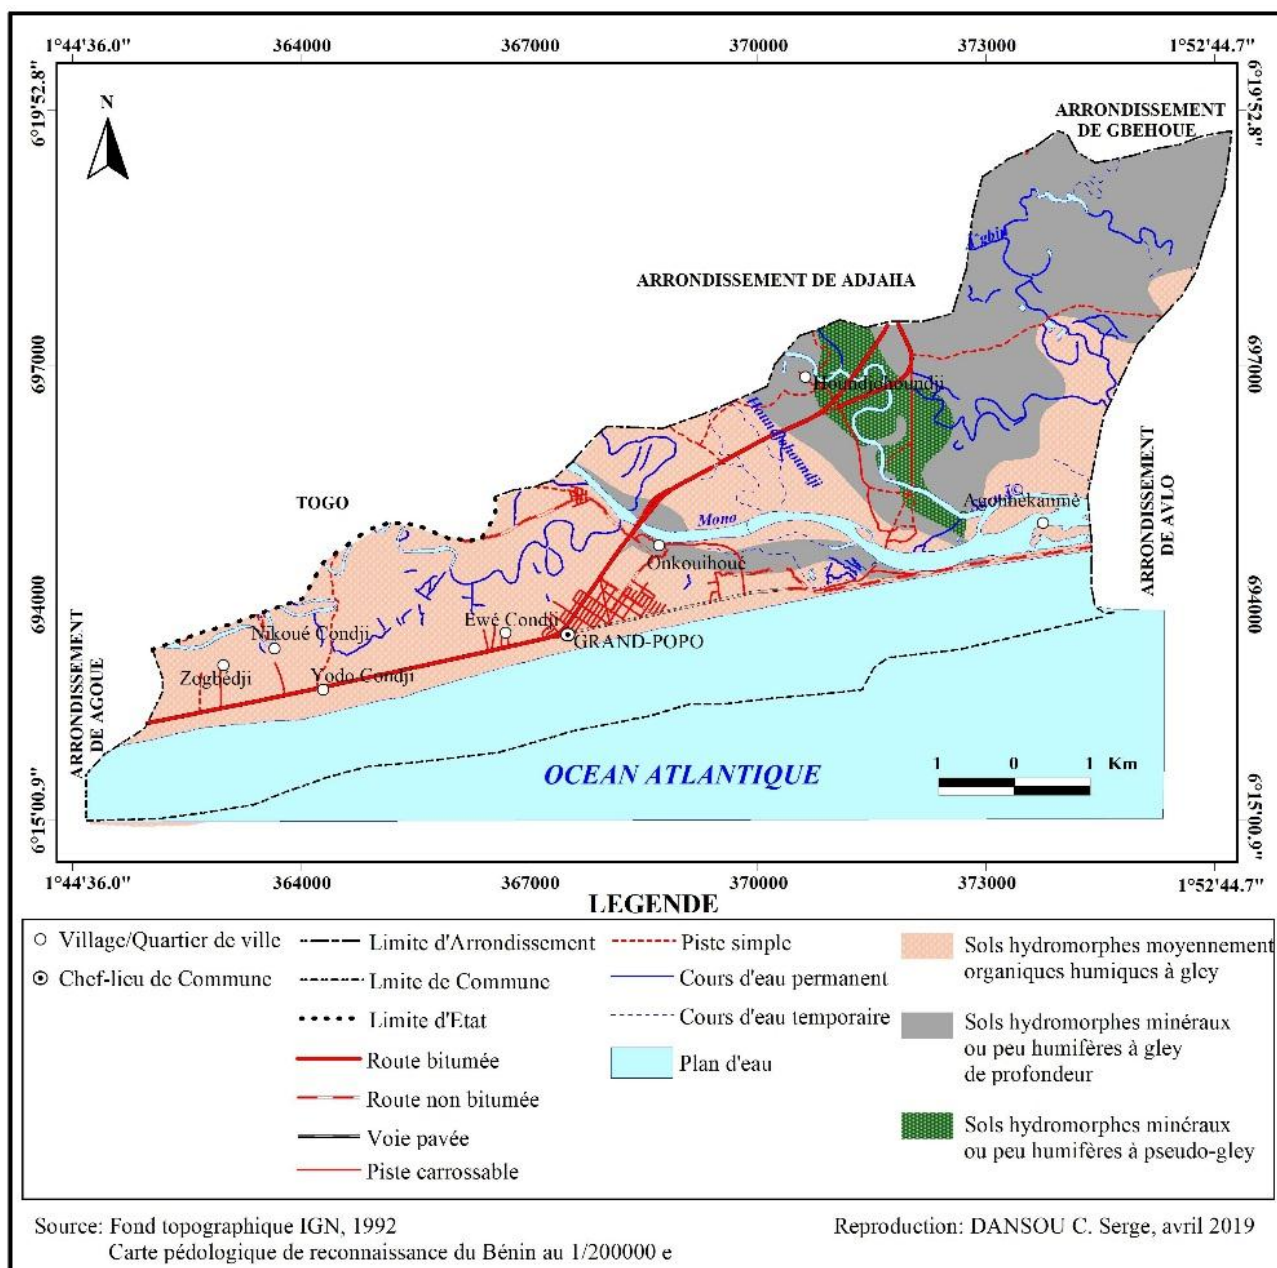 1°44'36.0" 364000 367000 370000 373000 1°52'44.7"
6°19'52.8"
6°19'52.8"
N
ARRONDISSEMENT
DE GBEHOUE
ARRONDISSEMENT DE ADJAHA
697000
697000
Houndjohoundji
Houndjohoundji
TOGO
Agonnékanmè
Mono
Onkouihoué
ARRONDISSEMENT
DE AVLO
694000
694000
Ewé Condji
Nikoué Condji
GRAND-POPO
Zogbédji
Yodo Condji
ARRONDISSEMENT
DE AGOUE
OCEAN ATLANTIQUE
1 0 1 Km
6°15'00.9"
6°15'00.9"
1°44'36.0" 364000 367000 370000 373000 1°52'44.7"
LEGENDE
Village/Quartier de ville
Chef-lieu de Commune
Limite d'Arrondissement
Lmite de Commune
Limite d'Etat
Route bitumée
Route non bitumée
Voie pavée
Piste carrossable
Piste simple
Cours d'eau permanent
Cours d'eau temporaire
Plan d'eau
Sols hydromorphes moyennement
organiques humiques à gley
Sols hydromorphes minéraux
ou peu humifères à gley
de profondeur
Sols hydromorphes minéraux
ou peu humifères à pseudo-gley
Source: Fond topographique IGN, 1992
Carte pédologique de reconnaissance du Bénin au 1/200000 e
Reproduction: DANSOU C. Serge, avril 2019